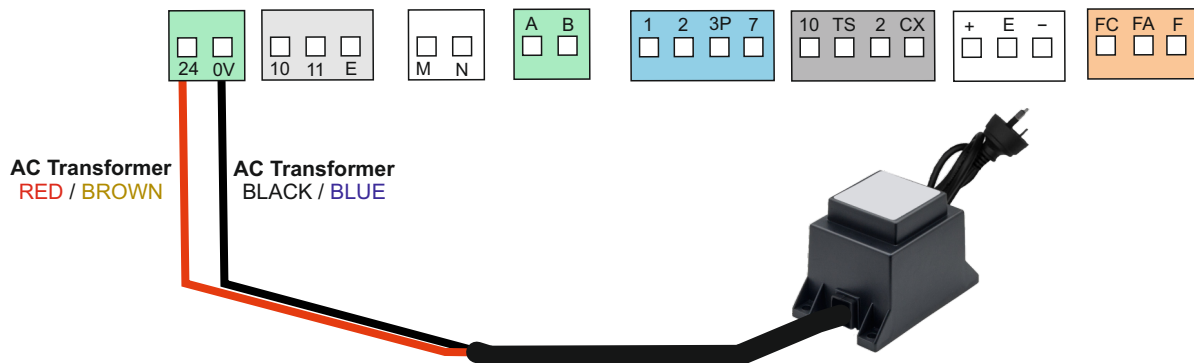 A B
1 2 3P 7
10 TS 2 CX
+ E −
FC FA F
24 0V
10 11 E
M N
AC Transformer
RED / BROWN
AC Transformer
BLACK / BLUE